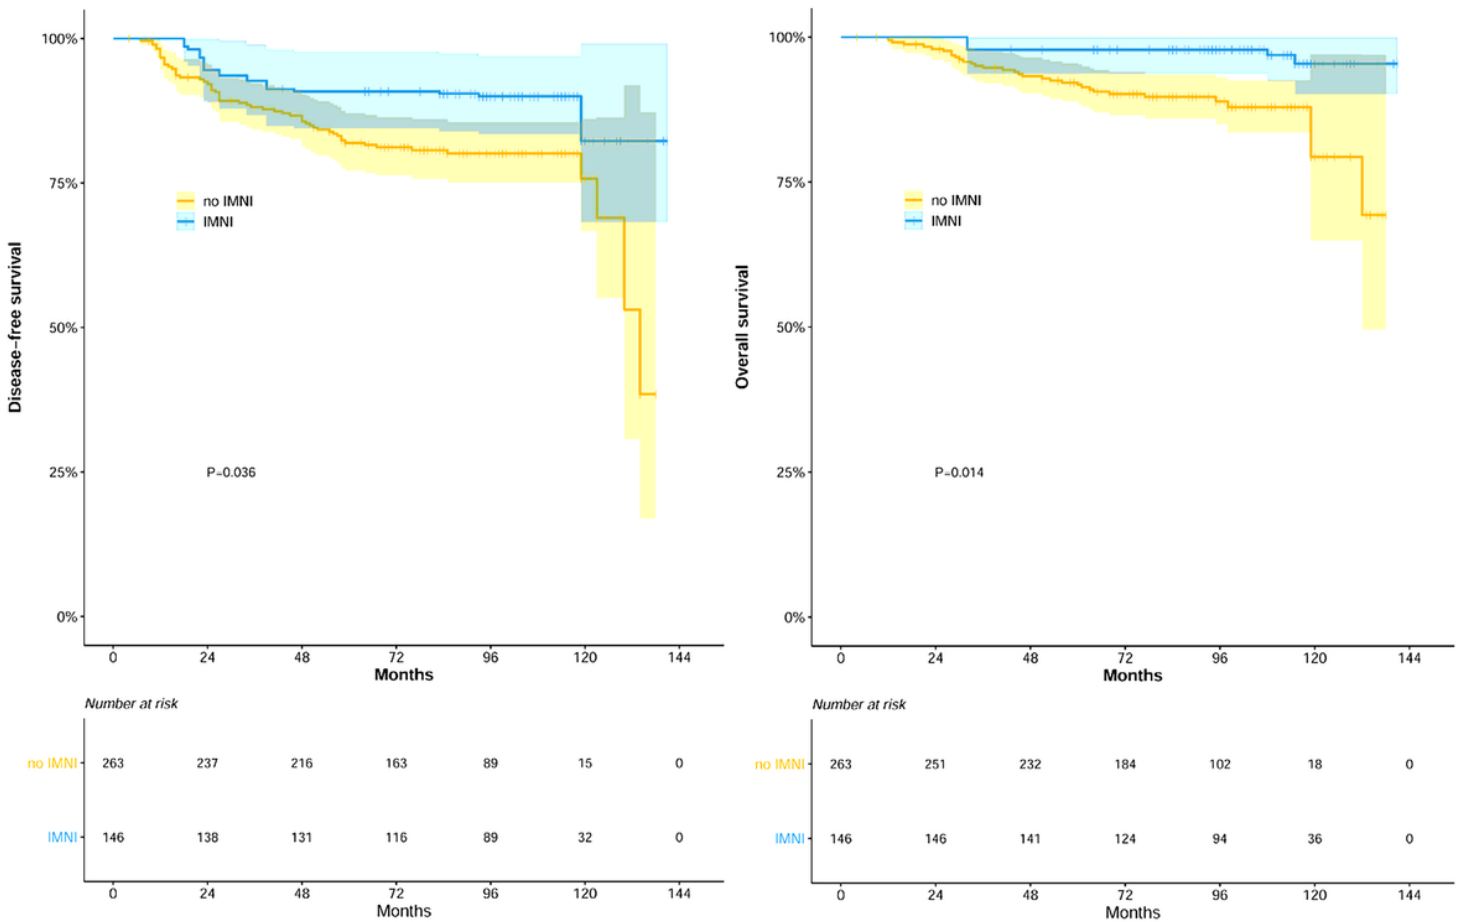 100%
75%
50%
25%
0%
Disease-free survival
no IMNI
IMNI
P=0.036
0 24 48 72 96 120 144
Months
Number at risk
no IMNI 263 237 216 163 89 15 0
IMNI 146 138 131 116 89 32 0
0 24 48 72 96 120 144
Months
100%
75%
50%
25%
0%
Overall survival
no IMNI
IMNI
P=0.014
0 24 48 72 96 120 144
Months
Number at risk
no IMNI 263 251 232 184 102 18 0
IMNI 146 146 141 124 94 36 0
0 24 48 72 96 120 144
Months